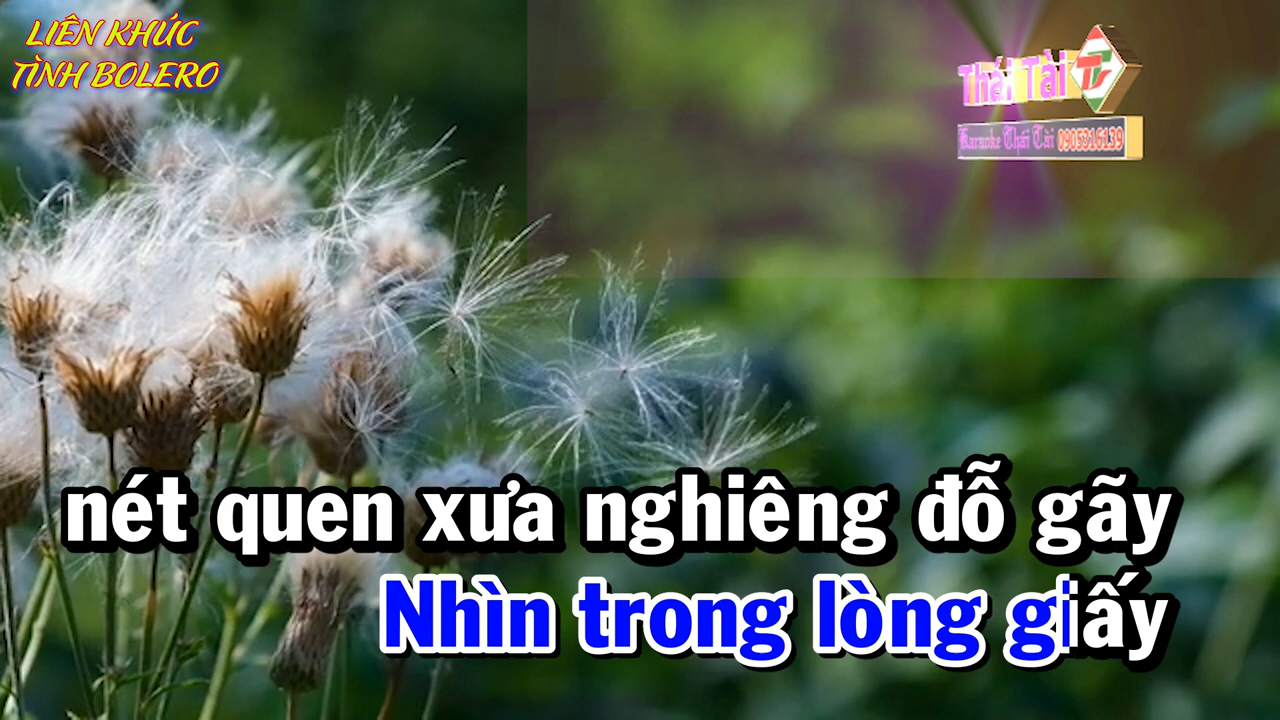 LIÊN KHÚC
TÌNH BOLERO
Thái Tài
Karaoke Thái Tài 0905316139
nét quen xưa nghiêng đỗ gãy
Nhìn trong lòng giấy